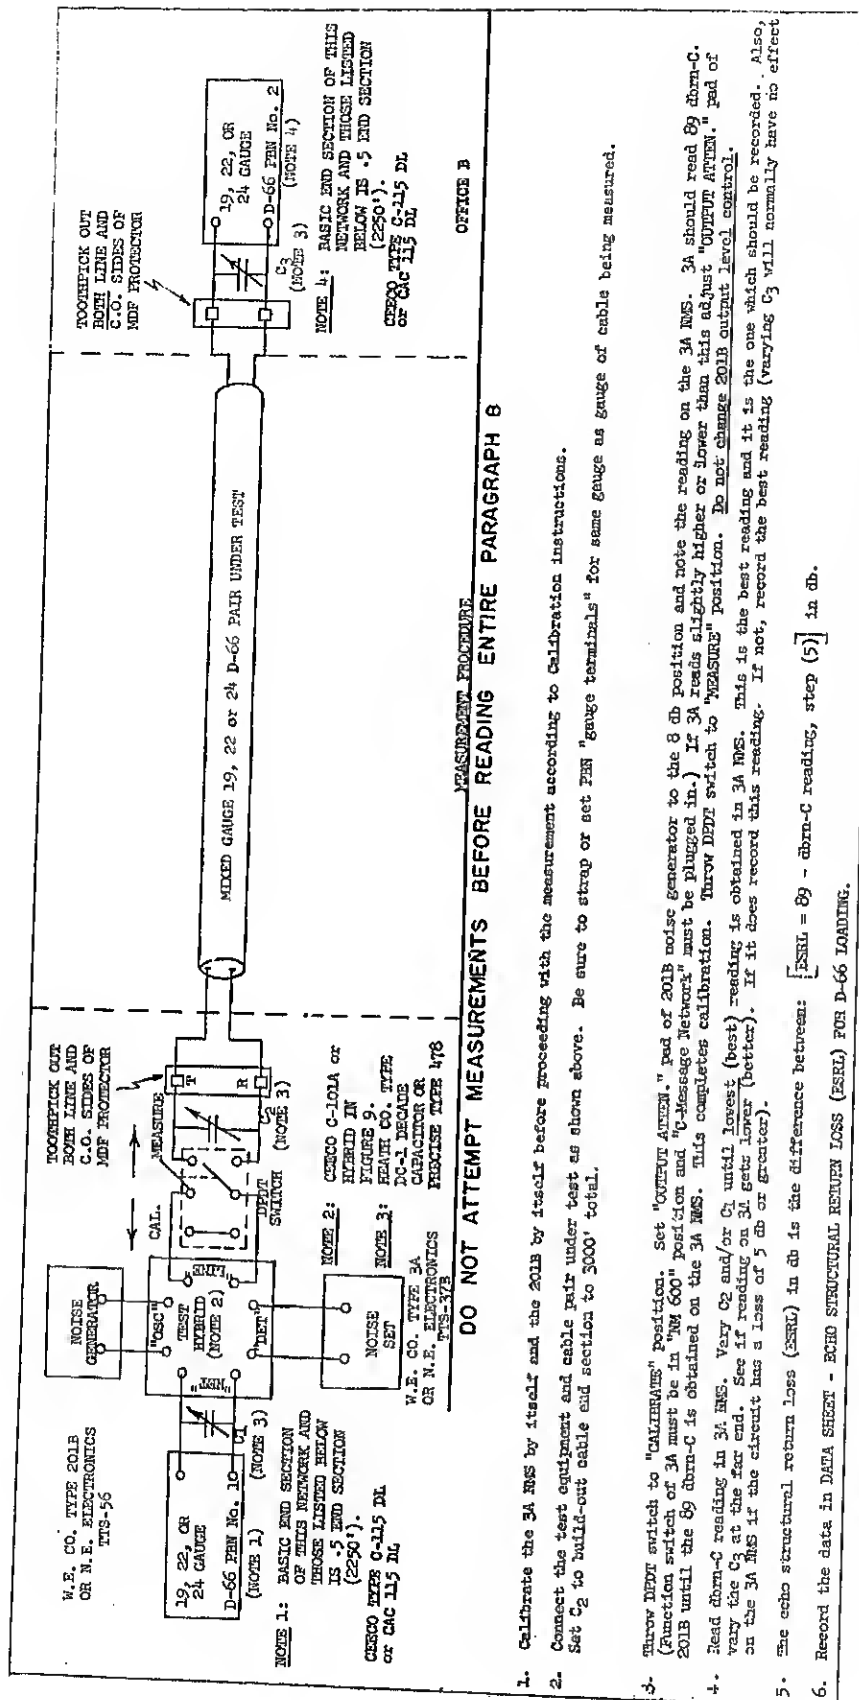 W.E. CO. TYPE 201B
OR N.E. ELECTRONICS
TTS-56
NOISE
GENERATOR
"OSC"
TEST
HYBRID
(NOTE 2)
"NET"
"LINE"
"DET"
NOISE
SET
W.E. CO. TYPE 3A
OR N.E. ELECTRONICS
TTS-37B
19, 22, OR
24 GAUGE
D-66 PBN No. 1
(NOTE 1)
C1
(NOTE 3)
NOTE 1: BASIC END SECTION
OF THIS NETWORK AND
THOSE LISTED BELOW
IS .5 END SECTION
(2250').
CEECO TYPE C-115 DL
or CAC 115 DL
TOOTHPICK OUT
BOTH LINE AND
C.O. SIDES OF
MDF PROTECTOR
MEASURE
CAL.
DPDT
SWITCH
T
R
C2
(NOTE 3)
NOTE 2: CEECO C-101A or
HYBRID IN
FIGURE 9.
NOTE 3: HEATH CO. TYPE
DC-1 DECADE
CAPACITOR OR
PRECISE TYPE 478
MIXED GAUGE 19, 22 or 24 D-66 PAIR UNDER TEST
TOOTHPICK OUT
BOTH LINE AND
C.O. SIDES OF
MDF PROTECTOR
19, 22, OR
24 GAUGE
D-66 PBN No. 2
(NOTE 4)
C3
(NOTE 3)
NOTE 4: BASIC END SECTION OF THIS
NETWORK AND THOSE LISTED
BELOW IS .5 END SECTION
(2250').
CEECO TYPE C-115 DL
or CAC 115 DL
OFFICE B
MEASUREMENT PROCEDURE
DO NOT ATTEMPT MEASUREMENTS BEFORE READING ENTIRE PARAGRAPH B
1. Calibrate the 3A NMS by itself and the 201B by itself before proceeding with the measurement according to Calibration instructions.
2. Connect the test equipment and cable pair under test as shown above. Be sure to strap or set PBN "gauge terminals" for same gauge as gauge of cable being measured.
Set C2 to build-out cable end section to 3000' total.
3. Throw DPDT switch to "CALIBRATE" position. Set "OUTPUT ATTEN." pad of 201B noise generator to the 8 db position and note the reading on the 3A NMS. 3A should read 89 dbrn-C.
(Function switch of 3A must be in "NM 600" position and "C-Message Network" must be plugged in.) If 3A reads slightly higher or lower than this adjust "OUTPUT ATTEN." pad of
201B until the 89 dbrn-C is obtained on the 3A NMS. This completes calibration. Throw DPDT switch to "MEASURE" position. Do not change 201B output level control.
4. Read dbrn-C reading in 3A NMS. Vary C2 and/or C1 until lowest (best) reading is obtained in 3A NMS. This is the best reading and it is the one which should be recorded. Also,
vary the C3 at the far end. See if reading on 3A gets lower (better). If it does record this reading. If not, record the best reading (varying C3 will normally have no effect
on the 3A NMS if the circuit has a loss of 5 db or greater).
5. The echo structural return loss (ESRL) in db is the difference between: [ESRL = 89 - dbrn-C reading, step (5)] in db.
6. Record the data in DATA SHEET - ECHO STRUCTURAL RETURN LOSS (ESRL) FOR D-66 LOADING.